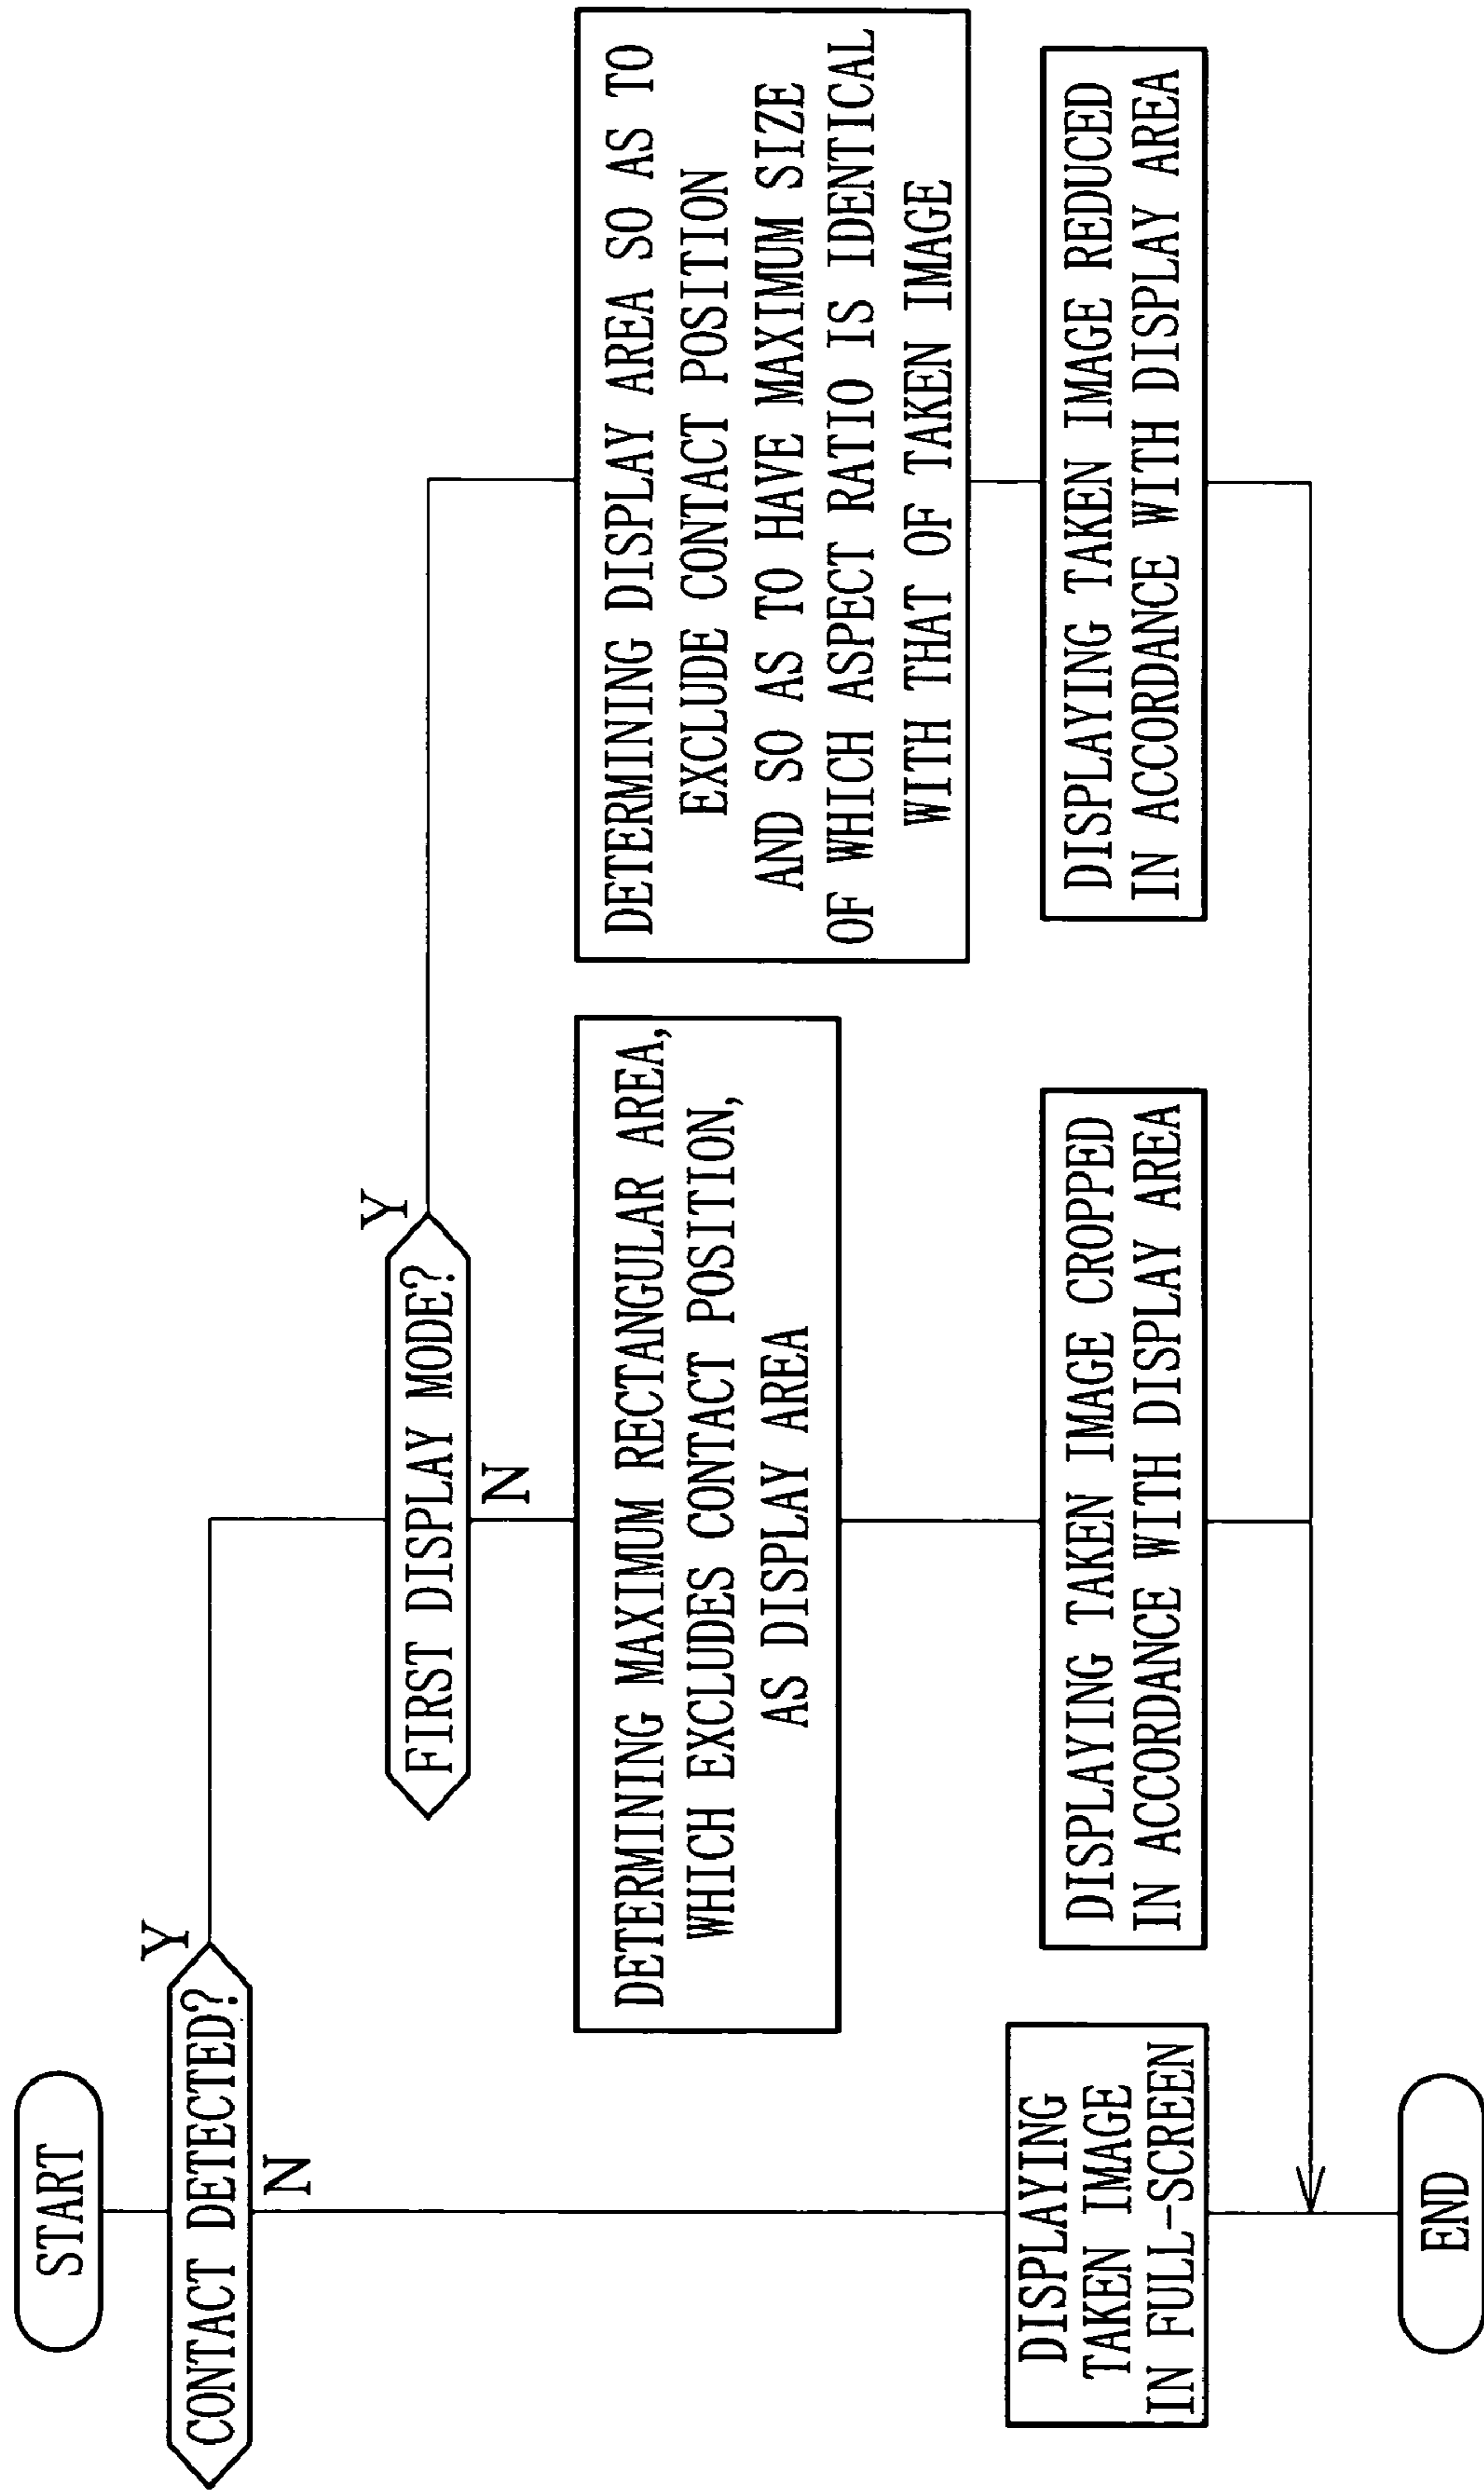 START
CONTACT DETECTED?
Y
N
FIRST DISPLAY MODE?
Y
N
DETERMINING MAXIMUM RECTANGULAR AREA,
WHICH EXCLUDES CONTACT POSITION,
AS DISPLAY AREA
DETERMINING DISPLAY AREA SO AS TO
EXCLUDE CONTACT POSITION
AND SO AS TO HAVE MAXIMUM SIZE
OF WHICH ASPECT RATIO IS IDENTICAL
WITH THAT OF TAKEN IMAGE
DISPLAYING
TAKEN IMAGE
IN FULL-SCREEN
DISPLAYING TAKEN IMAGE CROPPED
IN ACCORDANCE WITH DISPLAY AREA
DISPLAYING TAKEN IMAGE REDUCED
IN ACCORDANCE WITH DISPLAY AREA
END